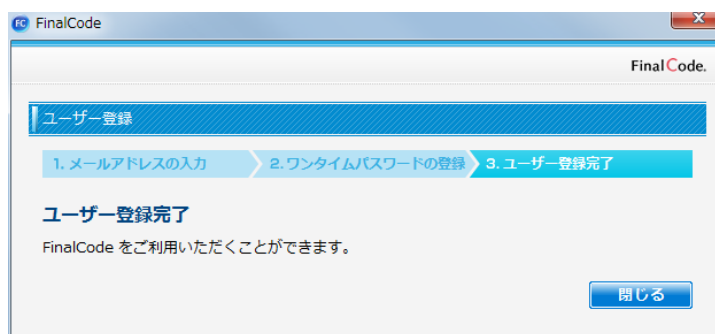 FinalCode
FinalCode.
ユーザー登録
1. メールアドレスの入力
2. ワンタイムパスワードの登録
3. ユーザー登録完了
ユーザー登録完了
FinalCode をご利用いただくことができます。
閉じる